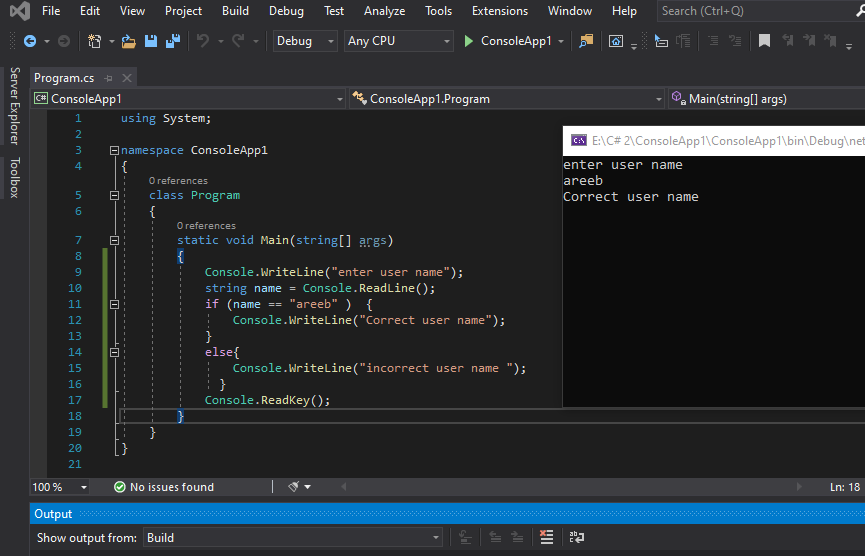 File Edit View Project Build Debug Test Analyze Tools Extensions Window Help Search (Ctrl+Q)
Debug Any CPU ConsoleApp1
Server Explorer
Toolbox
Program.cs
C# ConsoleApp1 ConsoleApp1.Program Main(string[] args)
1 using System;
2
3 namespace ConsoleApp1
4 {
0 references
5 class Program
6 {
0 references
7 static void Main(string[] args)
8 {
9 Console.WriteLine("enter user name");
10 string name = Console.ReadLine();
11 if (name == "areeb" )  {
12 Console.WriteLine("Correct user name");
13 }
14 else{
15 Console.WriteLine("incorrect user name ");
16 }
17 Console.ReadKey();
18 }
19 }
20 }
21
C:\ E:\C# 2\ConsoleApp1\ConsoleApp1\bin\Debug\net
enter user name
areeb
Correct user name
100 % No issues found Ln: 18
Output
Show output from: Build